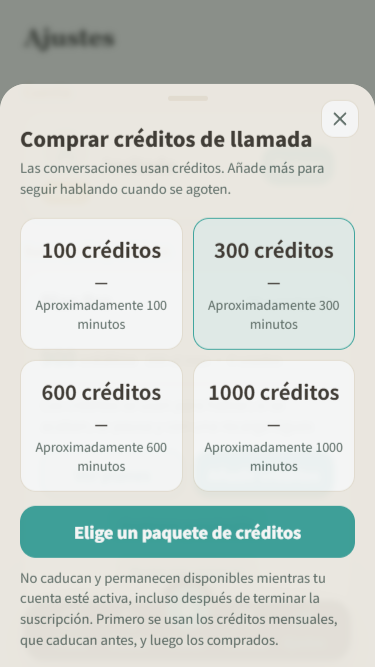 Ajustes
Comprar créditos de llamada
Las conversaciones usan créditos. Añade más para
seguir hablando cuando se agoten.
100 créditos
—
Aproximadamente 100
minutos
300 créditos
—
Aproximadamente 300
minutos
600 créditos
—
Aproximadamente 600
minutos
1000 créditos
—
Aproximadamente 1000
minutos
Elige un paquete de créditos
No caducan y permanecen disponibles mientras tu
cuenta esté activa, incluso después de terminar la
suscripción. Primero se usan los créditos mensuales,
que caducan antes, y luego los comprados.